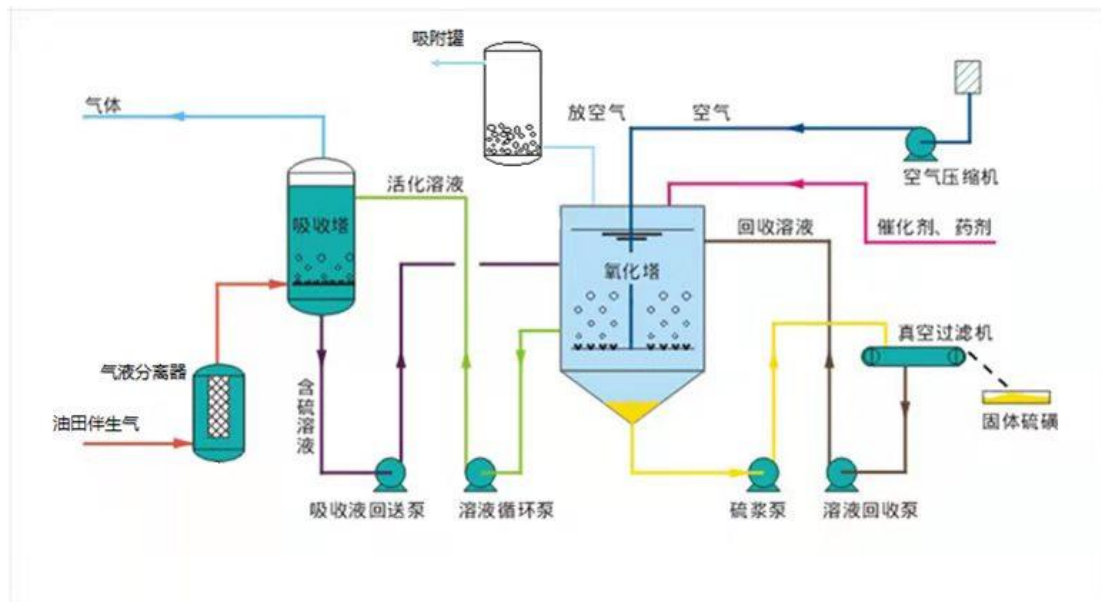 吸附罐
气体
放空气
空气
空气压缩机
活化溶液
吸收塔
回收溶液
催化剂、药剂
氧化塔
真空过滤机
气液分离器
含硫溶液
油田伴生气
固体硫磺
吸收液回送泵
溶液循环泵
硫浆泵
溶液回收泵